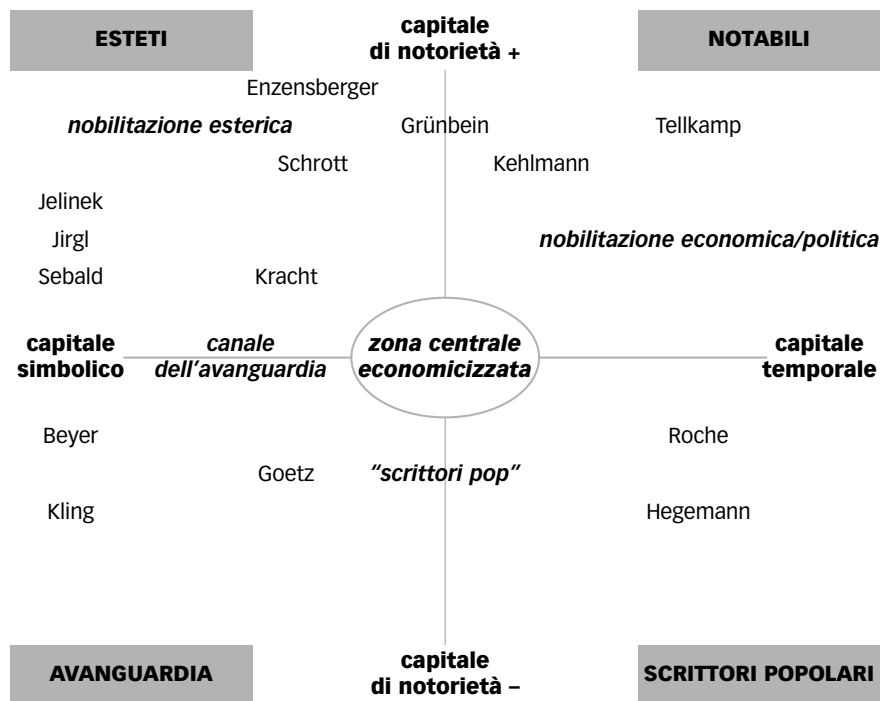 ESTETI
capitale
di notorietà +
NOTABILI
Enzensberger
nobilitazione esterica
Grünbein
Tellkamp
Schrott
Kehlmann
Jelinek
Jirgl
nobilitazione economica/politica
Sebald
Kracht
capitale
simbolico
canale
dell'avanguardia
zona centrale
economicizzata
capitale
temporale
Beyer
Roche
Goetz
"scrittori pop"
Kling
Hegemann
AVANGUARDIA
capitale
di notorietà –
SCRITTORI POPOLARI